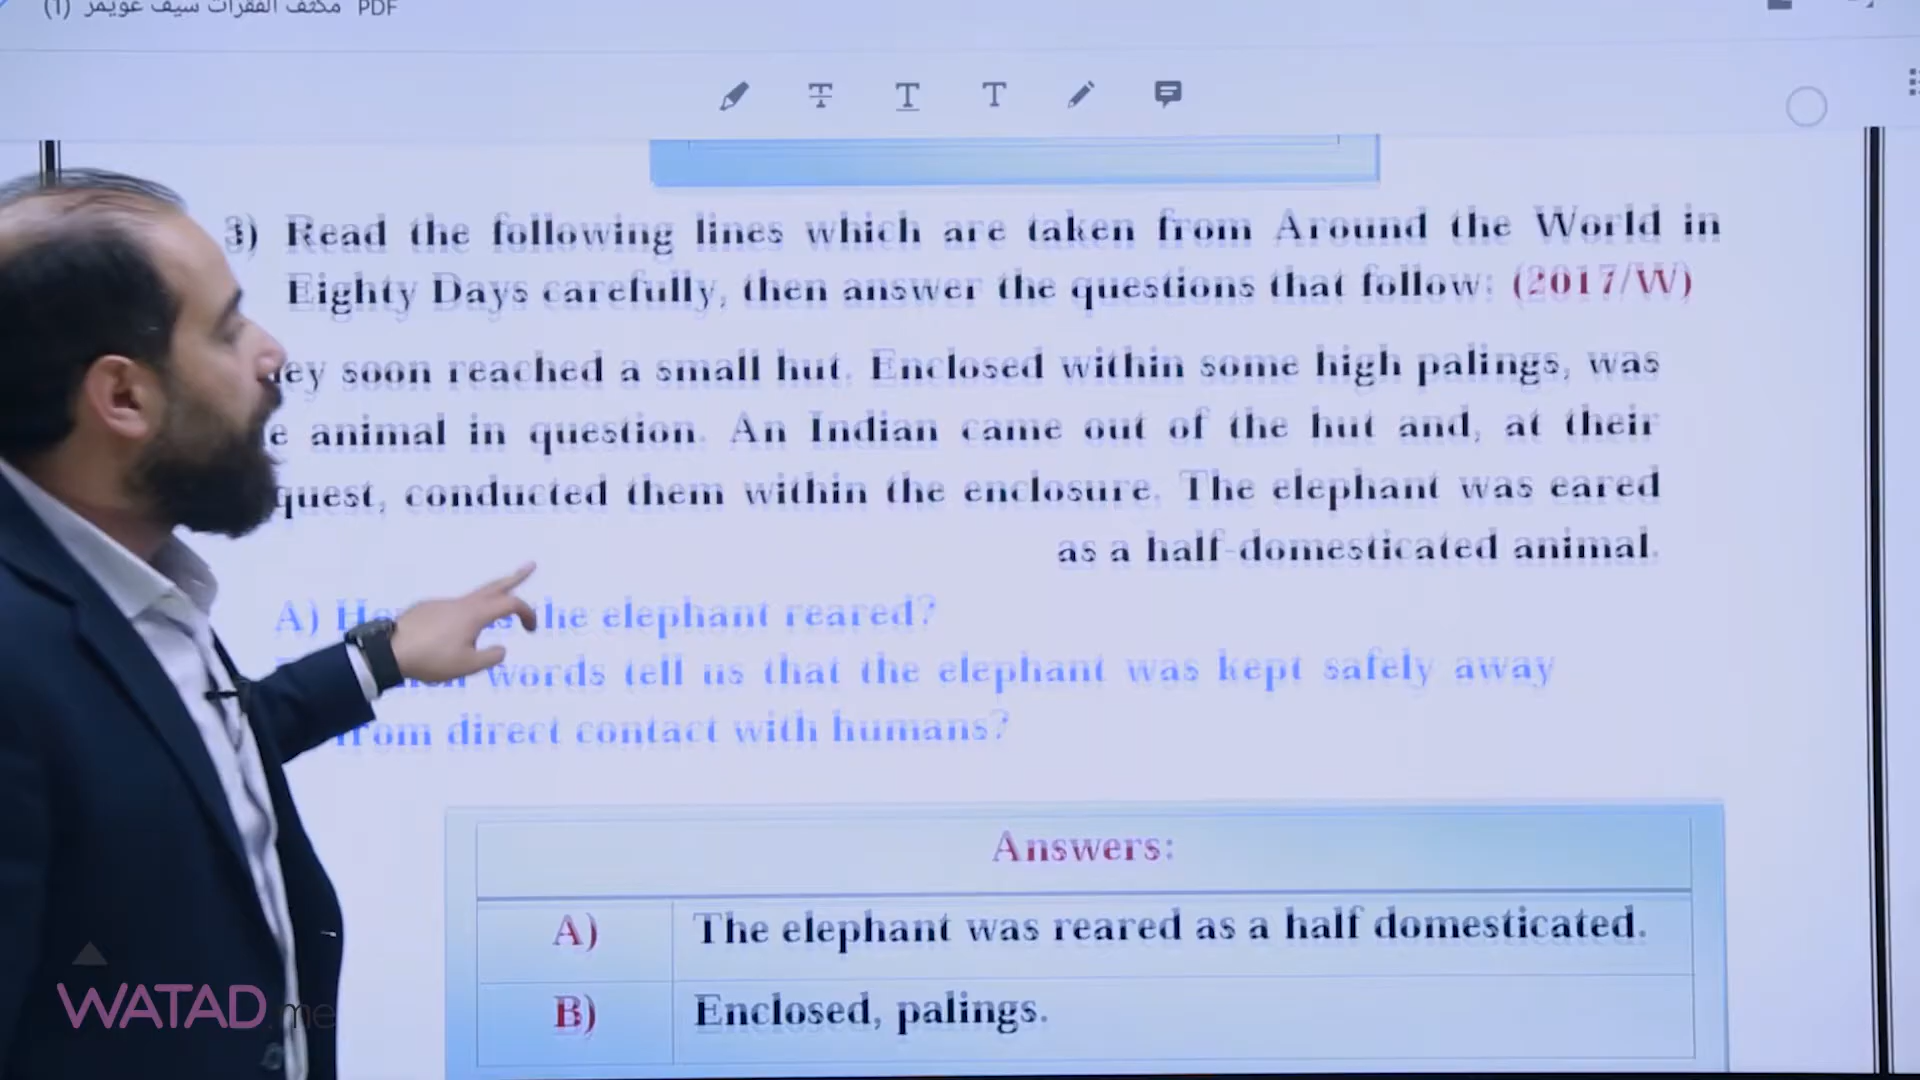 مكثف الفقرات سيف عويمر (1) PDF
3) Read the following lines which are taken from Around the World in
Eighty Days carefully, then answer the questions that follow: (2017/W)
ey soon reached a small hut. Enclosed within some high palings, was
e animal in question. An Indian came out of the hut and, at their
quest, conducted them within the enclosure. The elephant was eared
as a half-domesticated animal.
A) the elephant reared?
words tell us that the elephant was kept safely away
from direct contact with humans?
Answers:
A) The elephant was reared as a half domesticated.
B) Enclosed, palings.
WATAD.me